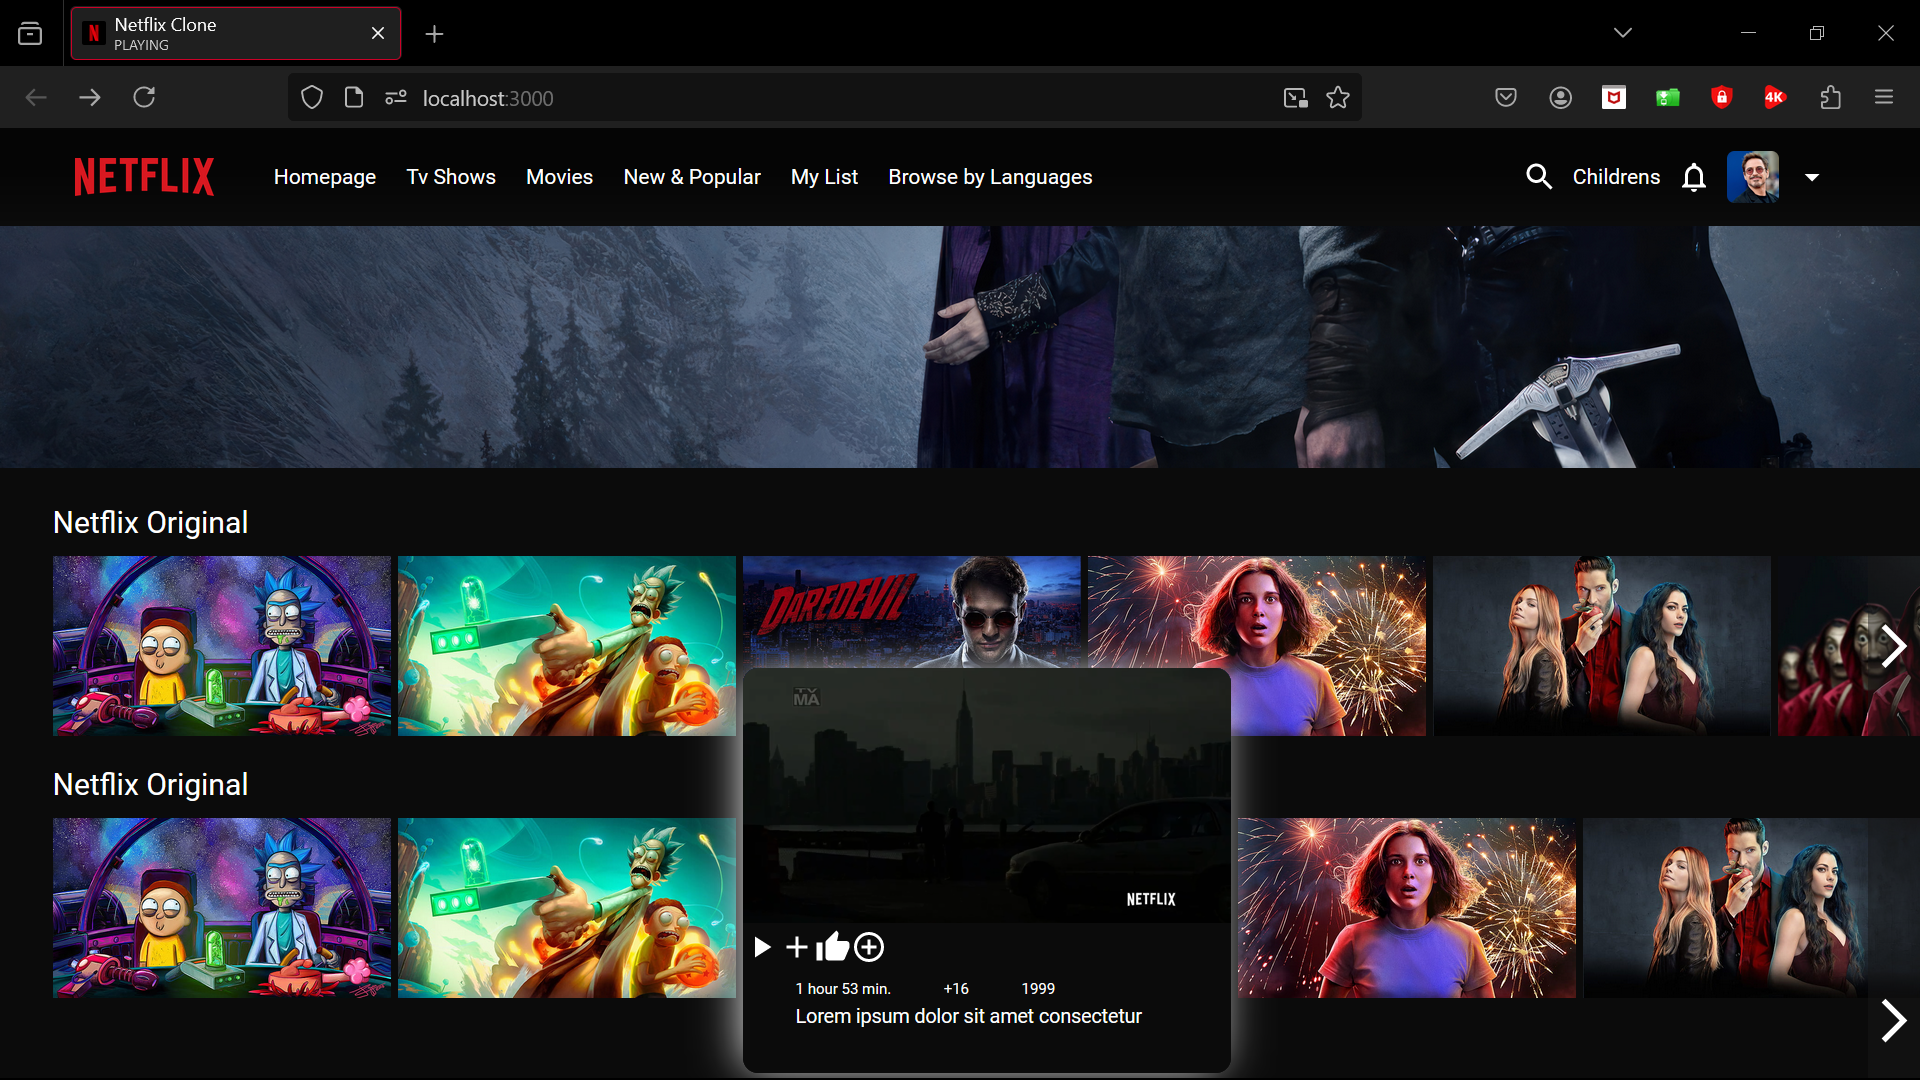 Netflix Clone
PLAYING
localhost:3000
4K
NETFLIX
Homepage
Tv Shows
Movies
New & Popular
My List
Browse by Languages
Childrens
Netflix Original
DAREDEVIL
TV
MA
Netflix Original
NETFLIX
1 hour 53 min.
+16
1999
Lorem ipsum dolor sit amet consectetur